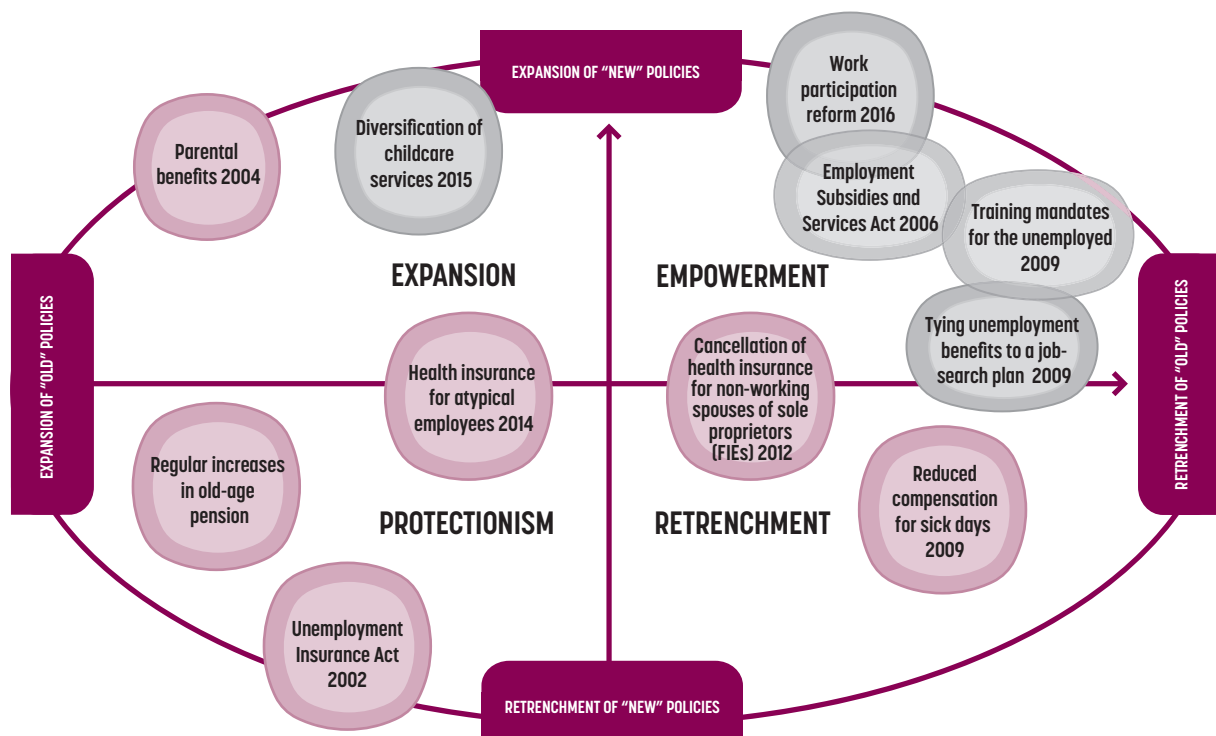 EXPANSION OF “NEW” POLICIES
Work
participation
reform 2016
Diversification of
childcare
services 2015
Parental
benefits 2004
Employment
Subsidies and
Services Act 2006
Training mandates
for the unemployed
2009
EXPANSION
EMPOWERMENT
EXPANSION OF “OLD” POLICIES
RETRENCHMENT OF “OLD” POLICIES
Tying unemployment
benefits to a job-
search plan 2009
Health insurance
for atypical
employees 2014
Cancellation of
health insurance
for non-working
spouses of sole
proprietors
(FIEs) 2012
Regular increases
in old-age
pension
Reduced
compensation
for sick days
2009
PROTECTIONISM
RETRENCHMENT
Unemployment
Insurance Act
2002
RETRENCHMENT OF “NEW” POLICIES